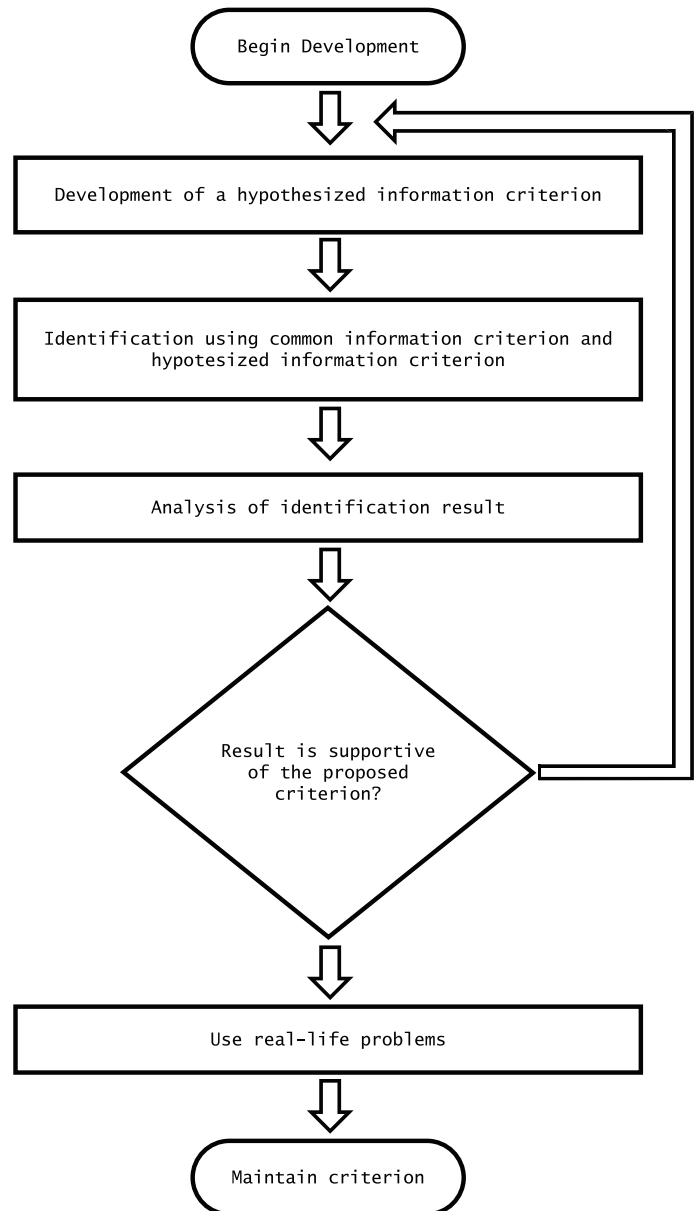 Begin Development
Development of a hypothesized information criterion
Identification using common information criterion and
hypotesized information criterion
Analysis of identification result
Result is supportive
of the proposed
criterion?
Use real-life problems
Maintain criterion